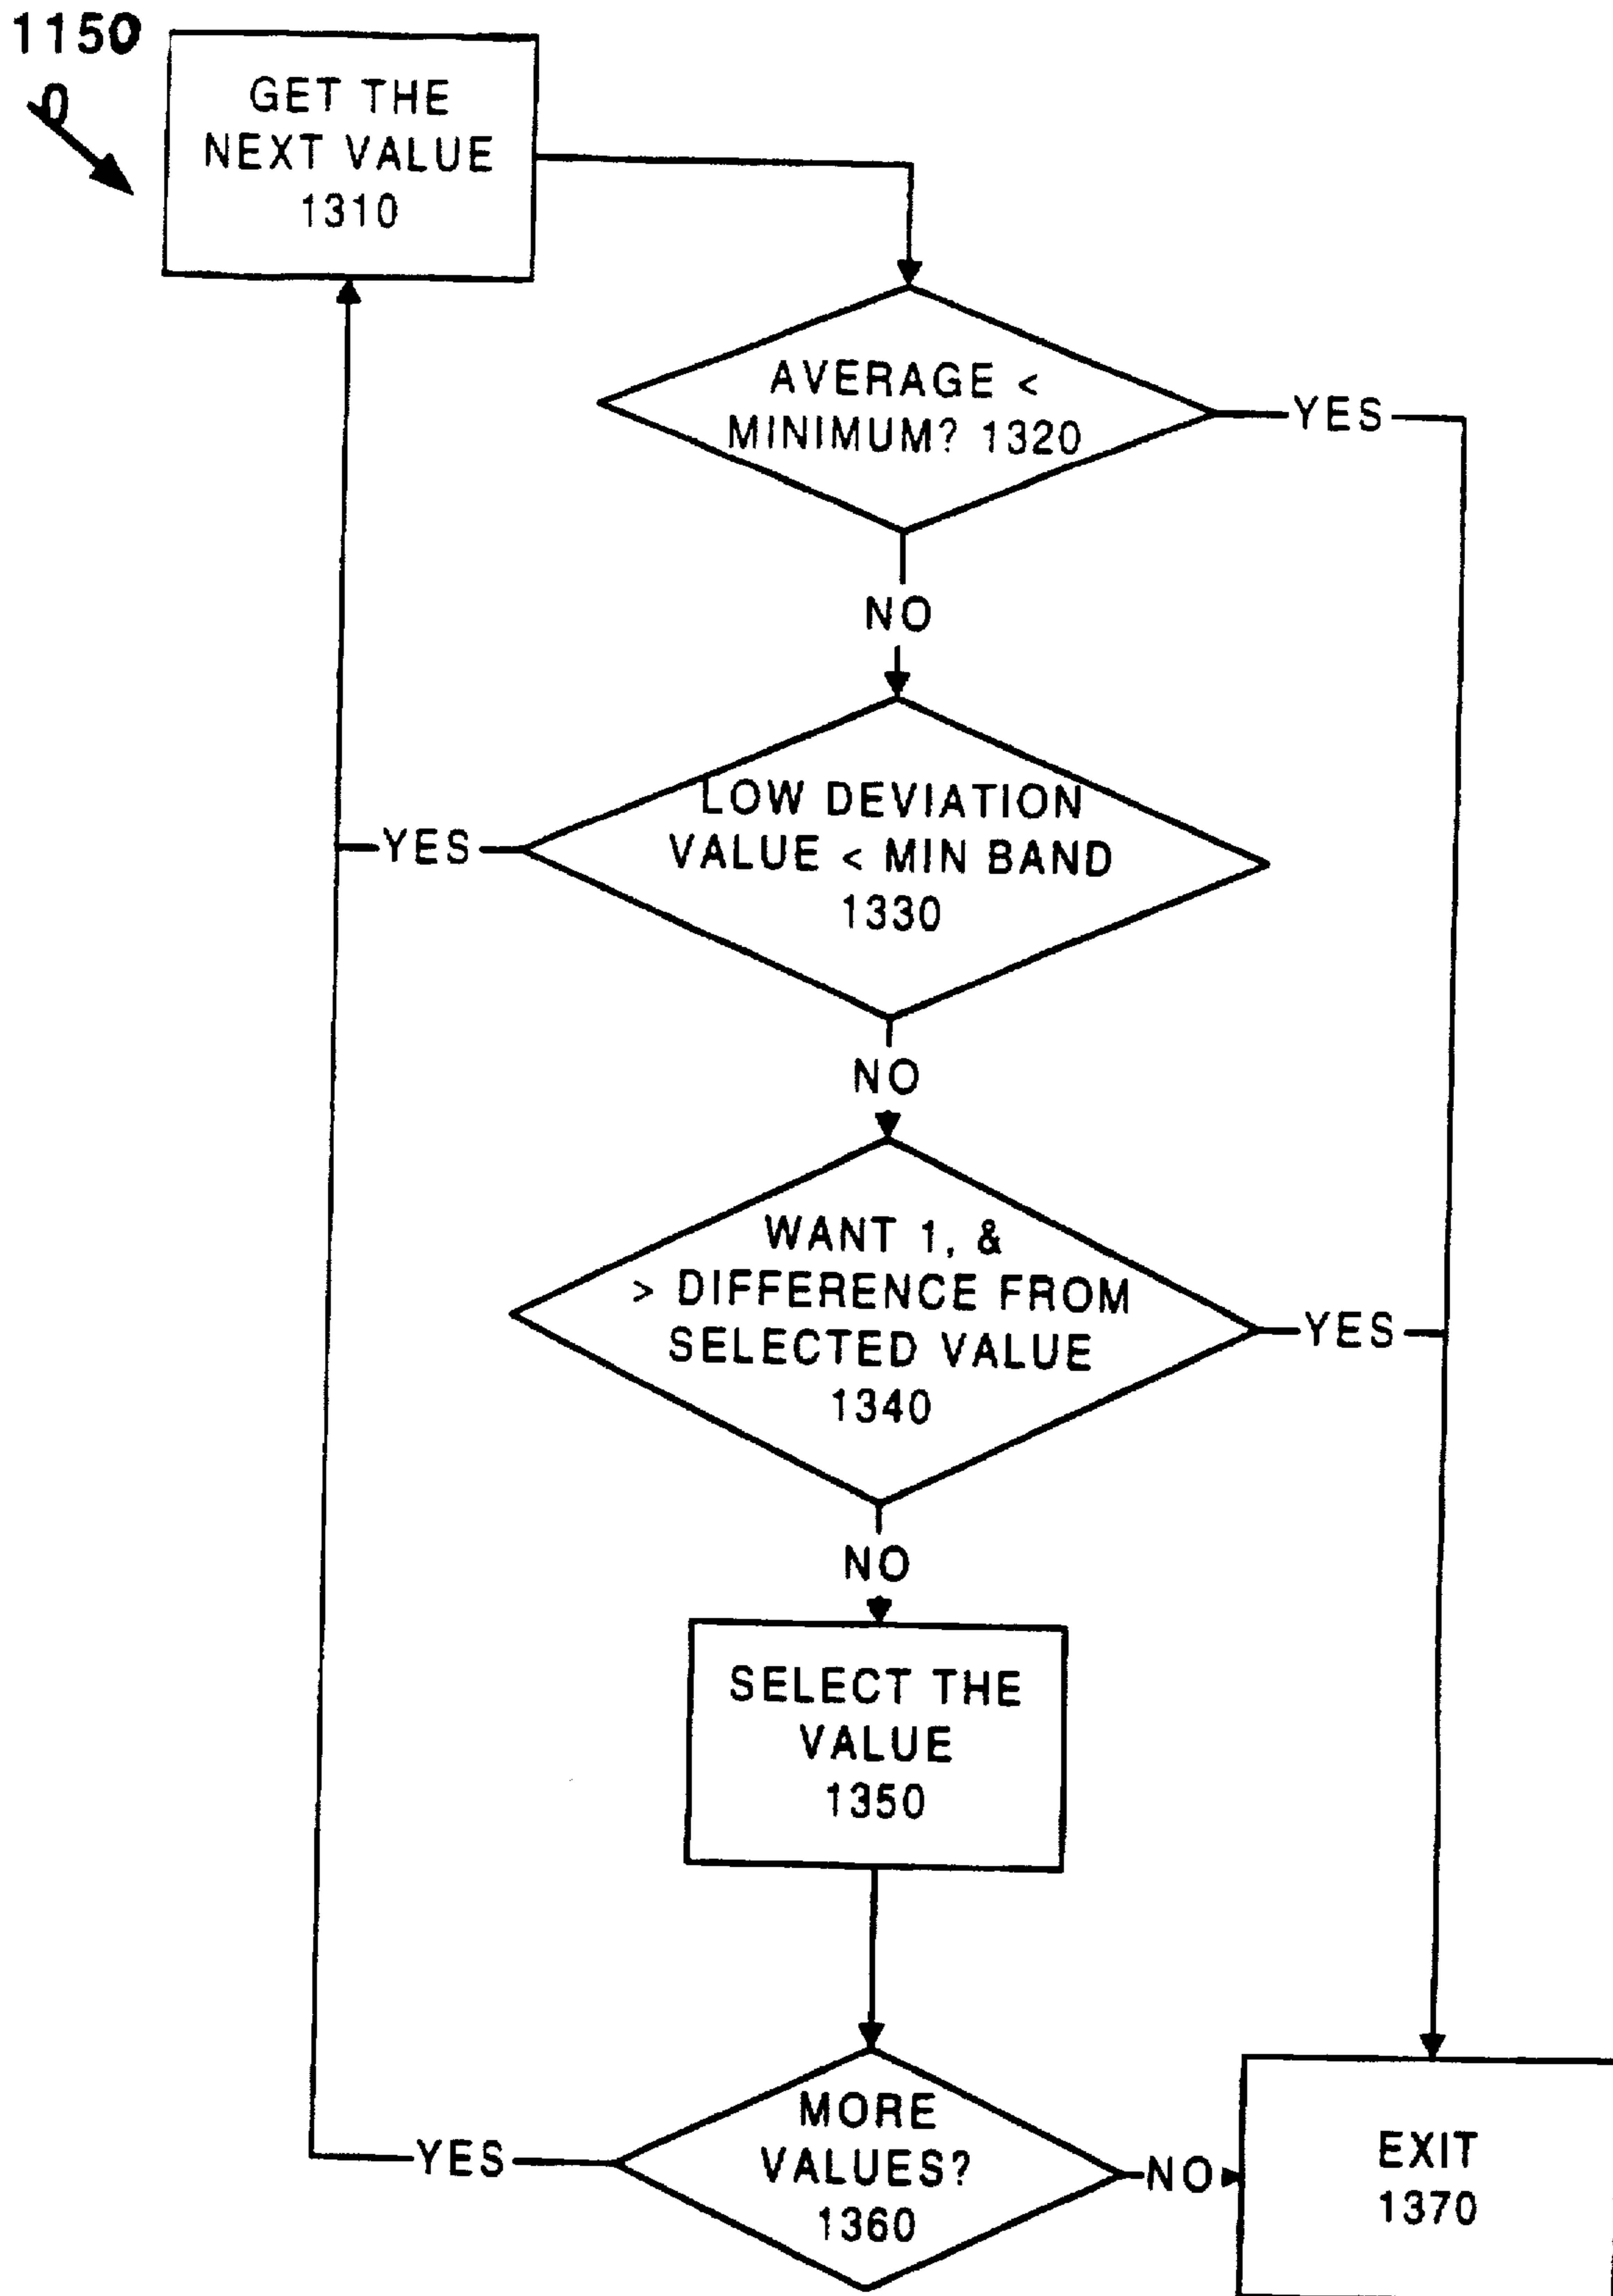 1150
GET THE
NEXT VALUE
1310
AVERAGE <
MINIMUM? 1320
YES
NO
LOW DEVIATION
VALUE < MIN BAND
1330
YES
NO
WANT 1, &
> DIFFERENCE FROM
SELECTED VALUE
1340
YES
NO
SELECT THE
VALUE
1350
MORE
VALUES?
1360
YES
NO
EXIT
1370